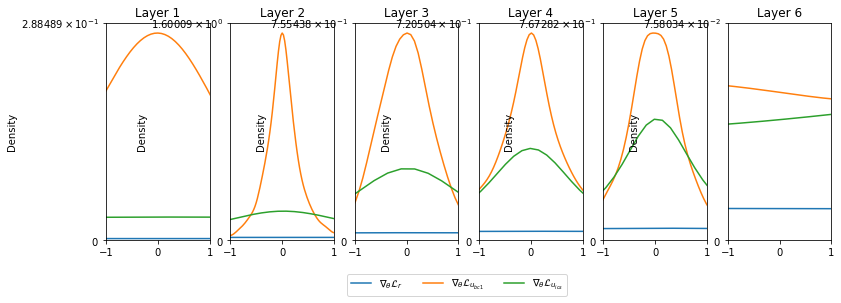 Layer 1 Layer 2 Layer 3 Layer 4 Layer 5 Layer 6
2.88489 × 10⁻¹ 1.60009 × 10⁰ 7.55438 × 10⁻¹ 7.20504 × 10⁻¹ 7.67282 × 10⁻¹ 7.58034 × 10⁻²
Density Density Density Density Density Density
0 0 0 0 0 0
−1 0 1 −1 0 1 −1 0 1 −1 0 1 −1 0 1 −1 0 1
∇θℒr ∇θℒu_bc1 ∇θℒu_ics